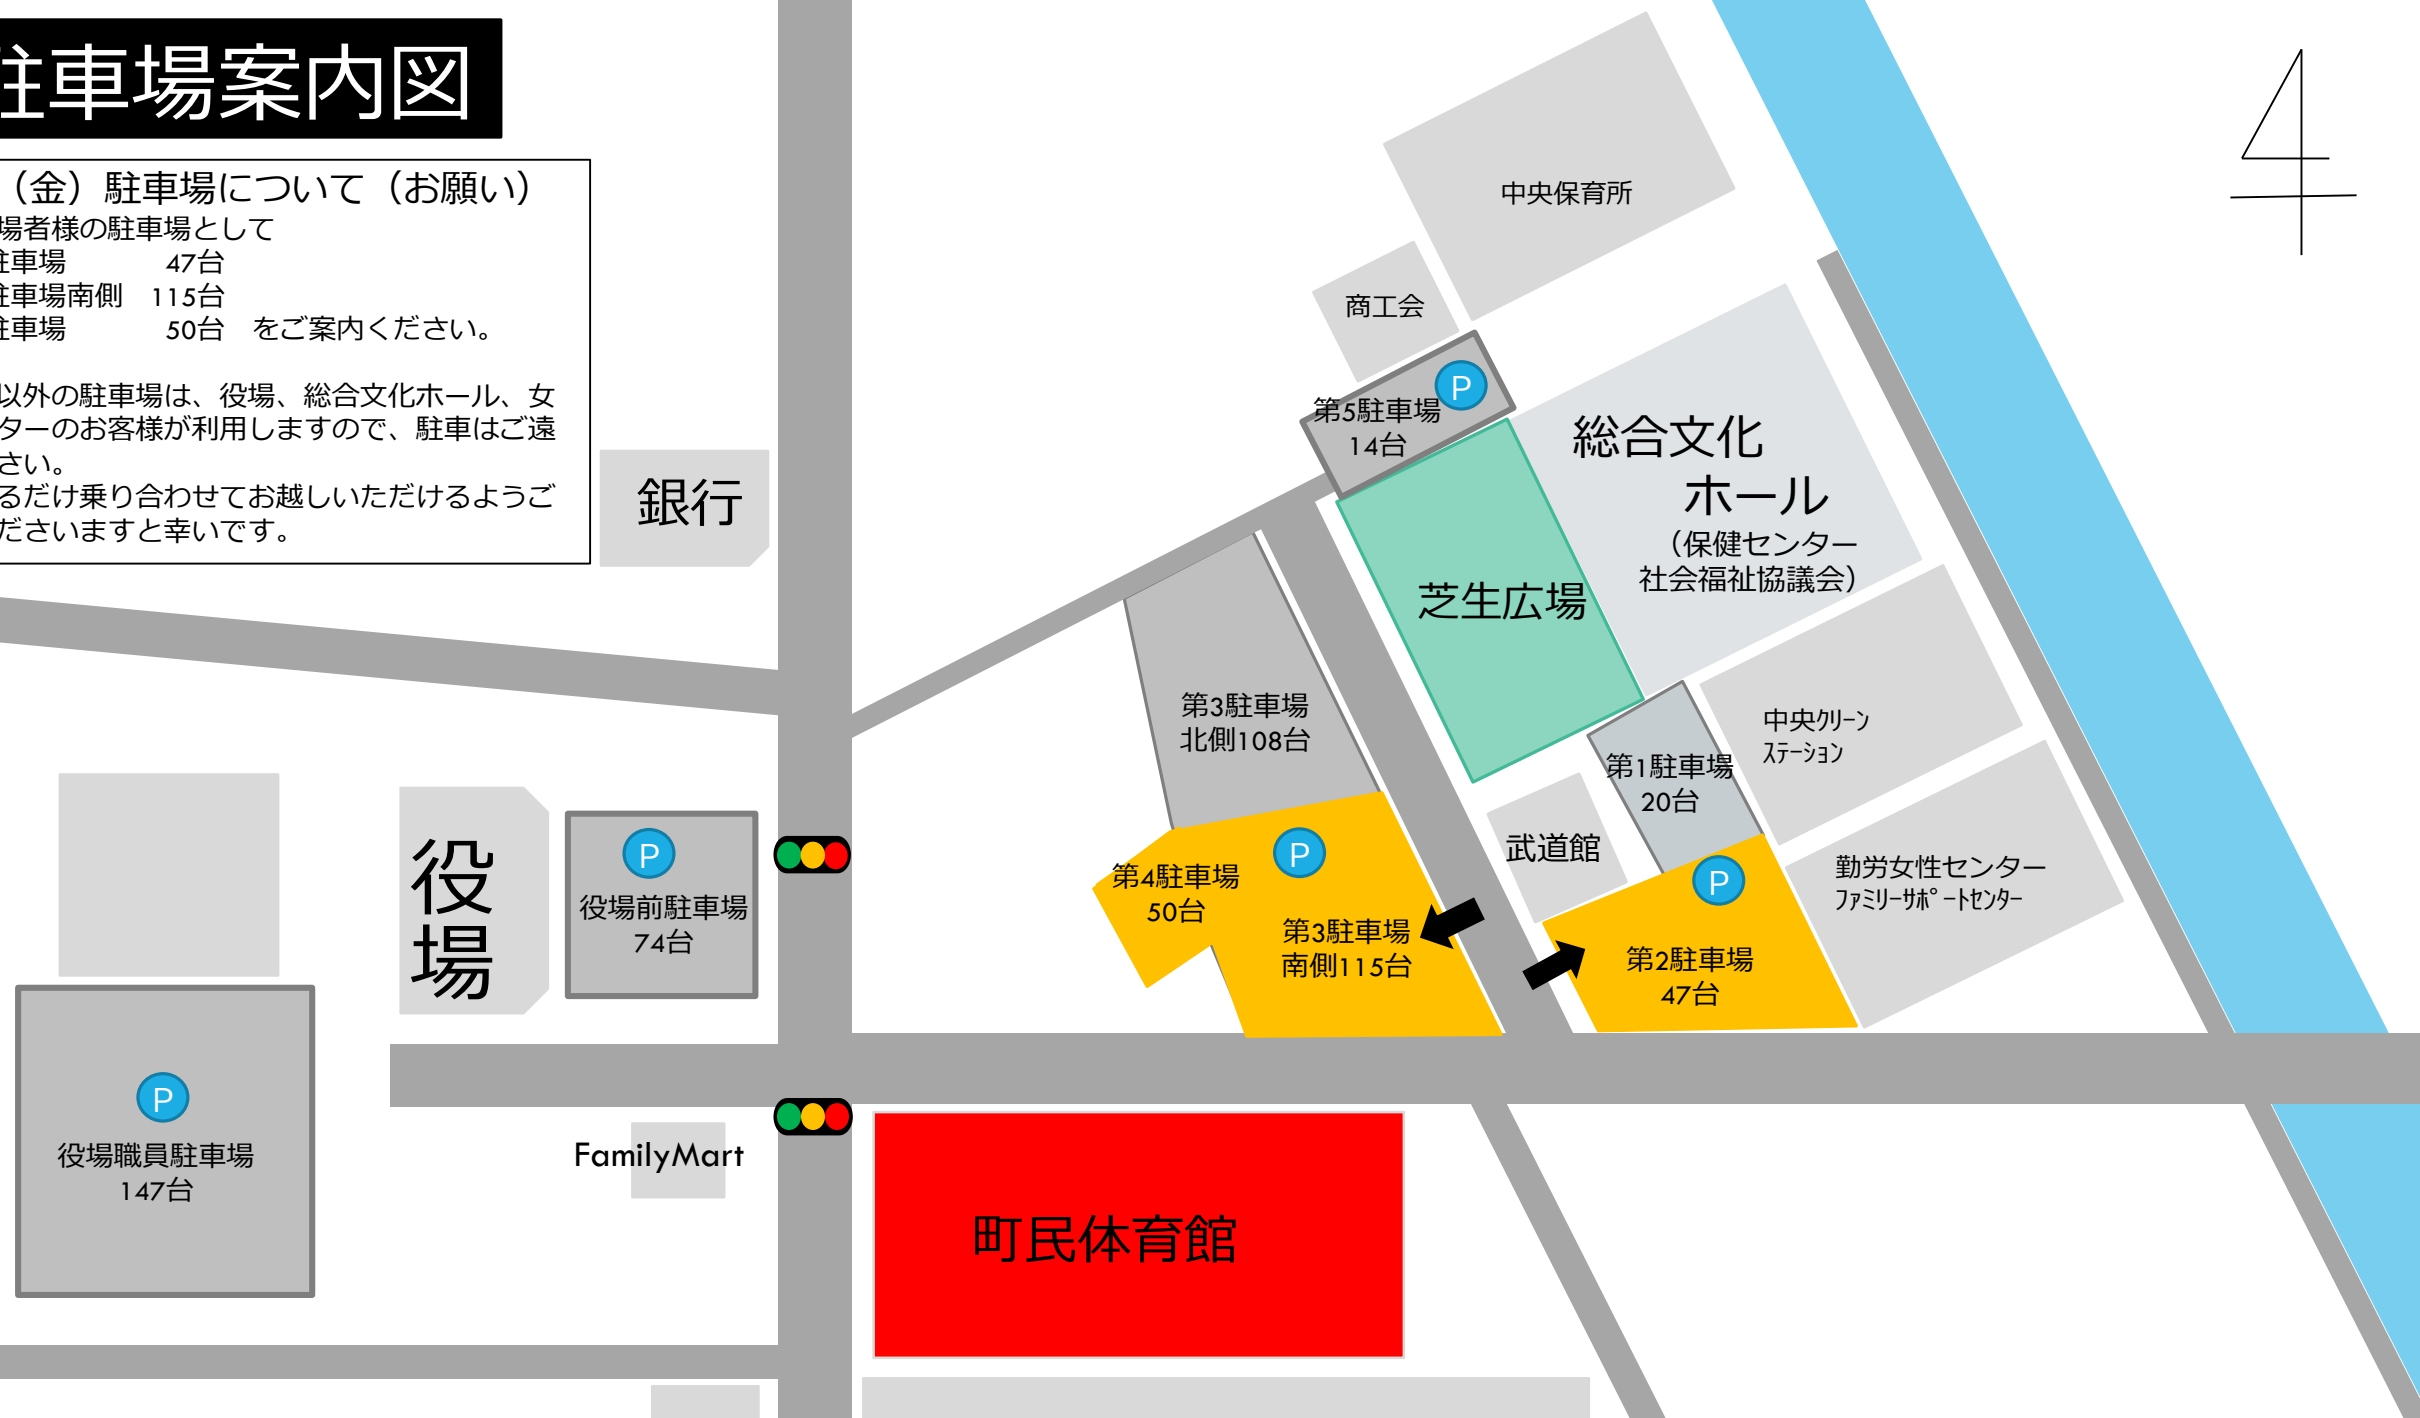 駐車場案内図
（金）駐車場について（お願い）
場者様の駐車場として
駐車場 47台
駐車場南側 115台
駐車場 50台 をご案内ください。
以外の駐車場は、役場、総合文化ホール、女
ターのお客様が利用しますので、駐車はご遠
さい。
るだけ乗り合わせてお越しいただけるようご
ださいますと幸いです。
銀行
中央保育所
商工会
第5駐車場
14台
P
総合文化
ホール
（保健センター
社会福祉協議会）
芝生広場
第3駐車場
北側108台
第1駐車場
20台
中央クリーン
ステーション
武道館
勤労女性センター
ファミリーサポートセンター
役場
P
役場前駐車場
74台
P
第4駐車場
50台
第3駐車場
南側115台
P
第2駐車場
47台
P
役場職員駐車場
147台
FamilyMart
町民体育館